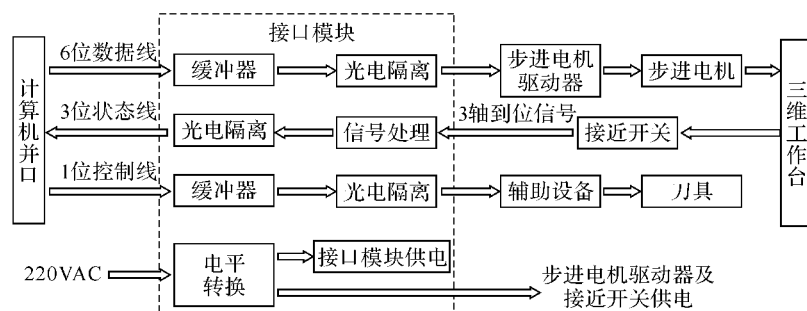 接口模块
6位数据线
缓冲器
光电隔离
步进电机
驱动器
步进电机
计算机并口
三维工作台
3位状态线
光电隔离
信号处理
3轴到位信号
接近开关
1位控制线
缓冲器
光电隔离
辅助设备
刀具
220VAC
电平
转换
接口模块供电
步进电机驱动器及
接近开关供电